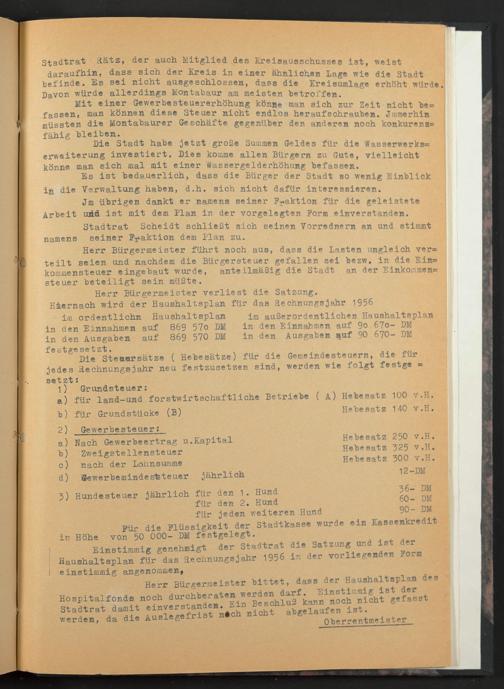 Stadtrat Rätz, der auch Mitglied des Kreisausschusses ist, weist
daraufhin, dass sich der Kreis in einer ähnlichen Lage wie die Stadt
befinde. Es sei nicht ausgeschlossen, dass die Kreisumlage erhöht würde.
Davon würde allerdings Montabaur am meisten betroffen.
Mit einer Gewerbesteuererhöhung könne man sich zur Zeit nicht be=
fassen, man können diese Steuer nicht endlos heraufschrauben. Jmmerhin
müssten die Montabaurer Geschäfte gegenüber den anderen noch konkurenz=
fähig bleiben.
Die Stadt habe jetzt große Summen Geldes für die Wasserwerks=
erwaiterung investiert. Dies komme allen Bürgern zu Gute, vielleicht
könne man sich mal mit einer Wassergelderhöhung befassen.
Es ist bedauerlich, dass die Bürger der Stadt so wenig Einblick
in die Verwaltung haben, d.h. sich nicht dafür interessieren.
Jm übrigen dankt er namens seiner Fraktion für die geleistete
Arbeit und ist mit dem Plan in der vorgelegten Form einverstanden.
Stadtrat Scheidt schließt sich seinen Vorrednern an und stimmt
namens seiner Fraktion dem Plan zu.
Herr Bürgermeister führt noch aus, dass die Lasten ungleich ver=
teilt seien und nachdem die Bürgersteuer gefallen sei bezw. in die Ein=
kommensteuer eingebaut wurde, anteilmäßig die Stadt an der Einkommen=
steuer beteiligt sein müßte.
Herr Bürgermeister verliest die Satzung.
Hiernach wird der Haushaltsplan für das Rechnungsjahr 1956
im ordentlichn Haushaltsplan im außerordentlichen Haushaltsplan
in den Einnahmen auf 869 570 DM in den Einnahmen auf 9o 67o- DM
in den Ausgaben auf 869 570 DM in den Ausgaben auf 90 670- DM
festgesetzt.
Die Steuersätze ( Hebesätze) für die Gemeindesteuern, die für
jedes Rechnungsjahr neu festzusetzen sind, werden wie folgt festge =
setzt:
1) Grundsteuer:
a) für land-und forstwirtschaftliche Betriebe ( A) Hebesatz 100 v.H.
b) für Grundstücke (B) Hebesatz 140 v.H.
2) Gewerbesteuer:
a) Nach Gewerbeertrag u.Kapital Hebesatz 250 v.H.
b) Zweigstellensteuer Hebesatz 325 v.H.
c) nach der Lohnsumme Hebesatz 300 v.H.
d) Gewerbemindeststeuer jährlich 12-DM
3) Hundesteuer jährlich für den 1. Hund 36- DM
für den 2. Hund 60- DM
für jeden weiteren Hund 90- DM
Für die Flüssigkeit der Stadtkasse wurde ein Kassenkredit
in Höhe von 50 000- DM festgelegt.
Einstimmig genehmigt der Stadtrat die Satzung und ist der
Haushaltsplan für das Rechnungsjahr 1956 in der vorliegenden Form
einstimmig angenommen.
Herr Bürgermeister bittet, dass der Haushaltsplan des
Hospitalfonds noch durchberaten werden darf. Einstimmig ist der
Stadtrat damit einverstanden. Ein Beschluß kann noch nicht gefasst
werden, da die Auslegefrist noch nicht abgelaufen ist.
Oberrentmeister